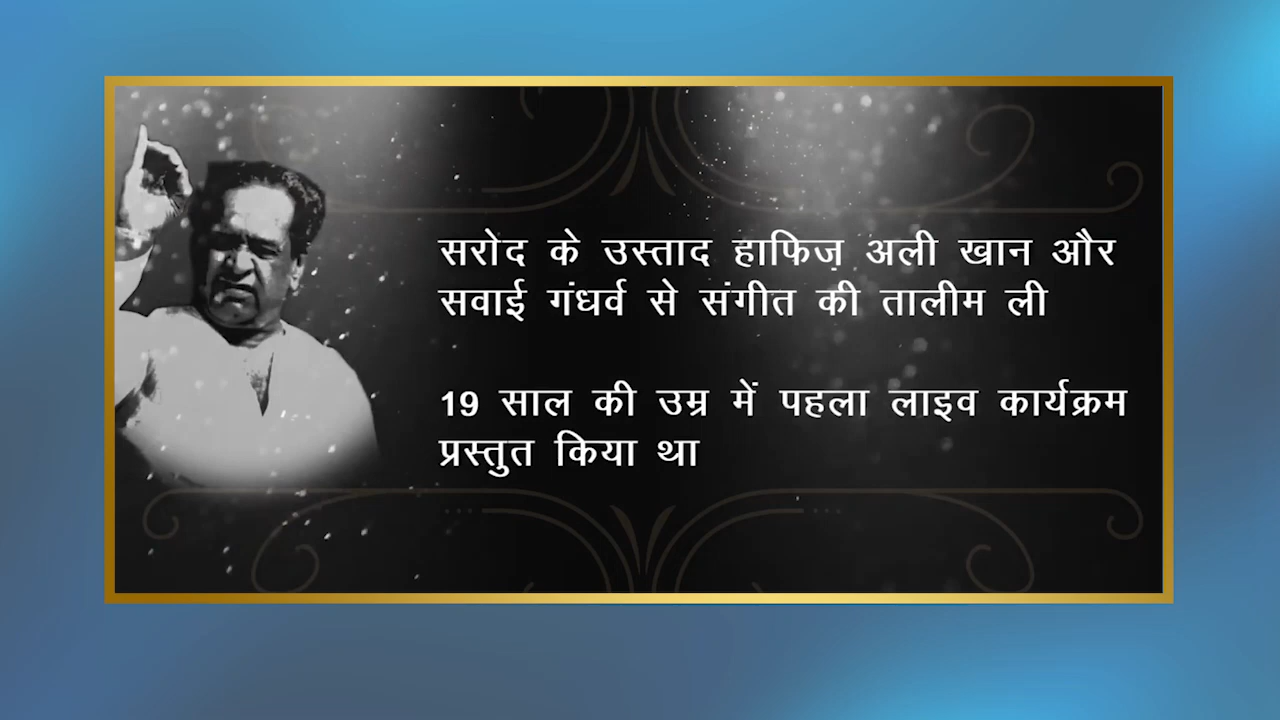 सरोद के उस्ताद हाफिज़ अली खान और
सवाई गंधर्व से संगीत की तालीम ली
19 साल की उम्र में पहला लाइव कार्यक्रम
प्रस्तुत किया था